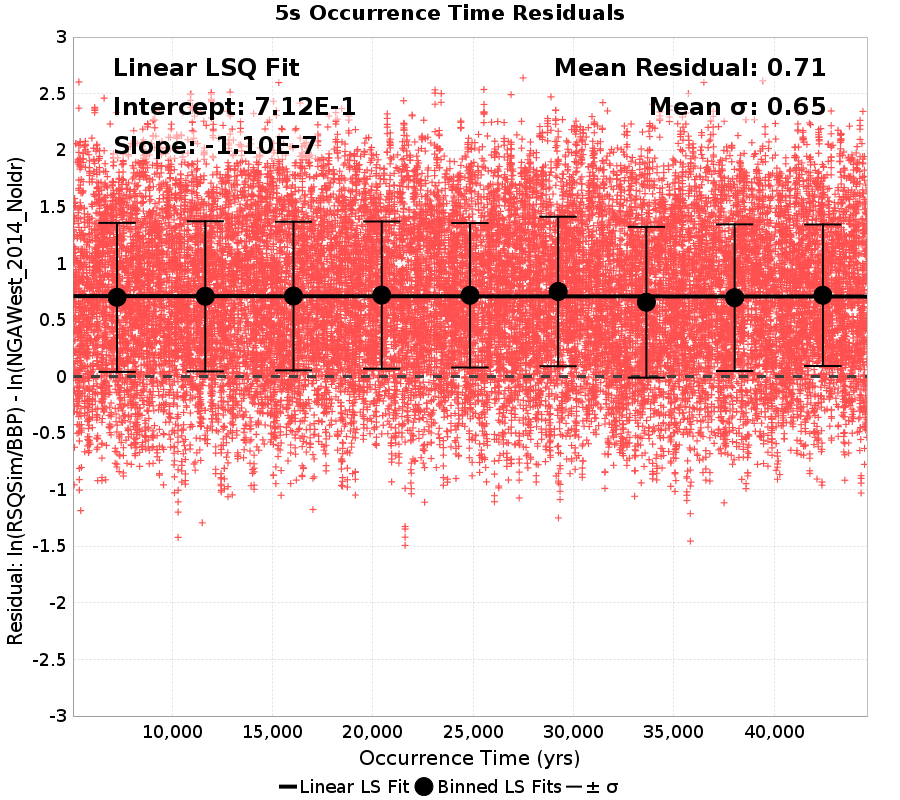 5s Occurrence Time Residuals
Linear LSQ Fit
Intercept: 7.12E-1
Slope: -1.10E-7
Mean Residual: 0.71
Mean σ: 0.65
Residual: ln(RSQSim/BBP) - ln(NGAWest_2014_NoIdr)
3
2.5
2
1.5
1
0.5
0
-0.5
-1
-1.5
-2
-2.5
-3
10,000 15,000 20,000 25,000 30,000 35,000 40,000
Occurrence Time (yrs)
Linear LS Fit Binned LS Fits ± σ